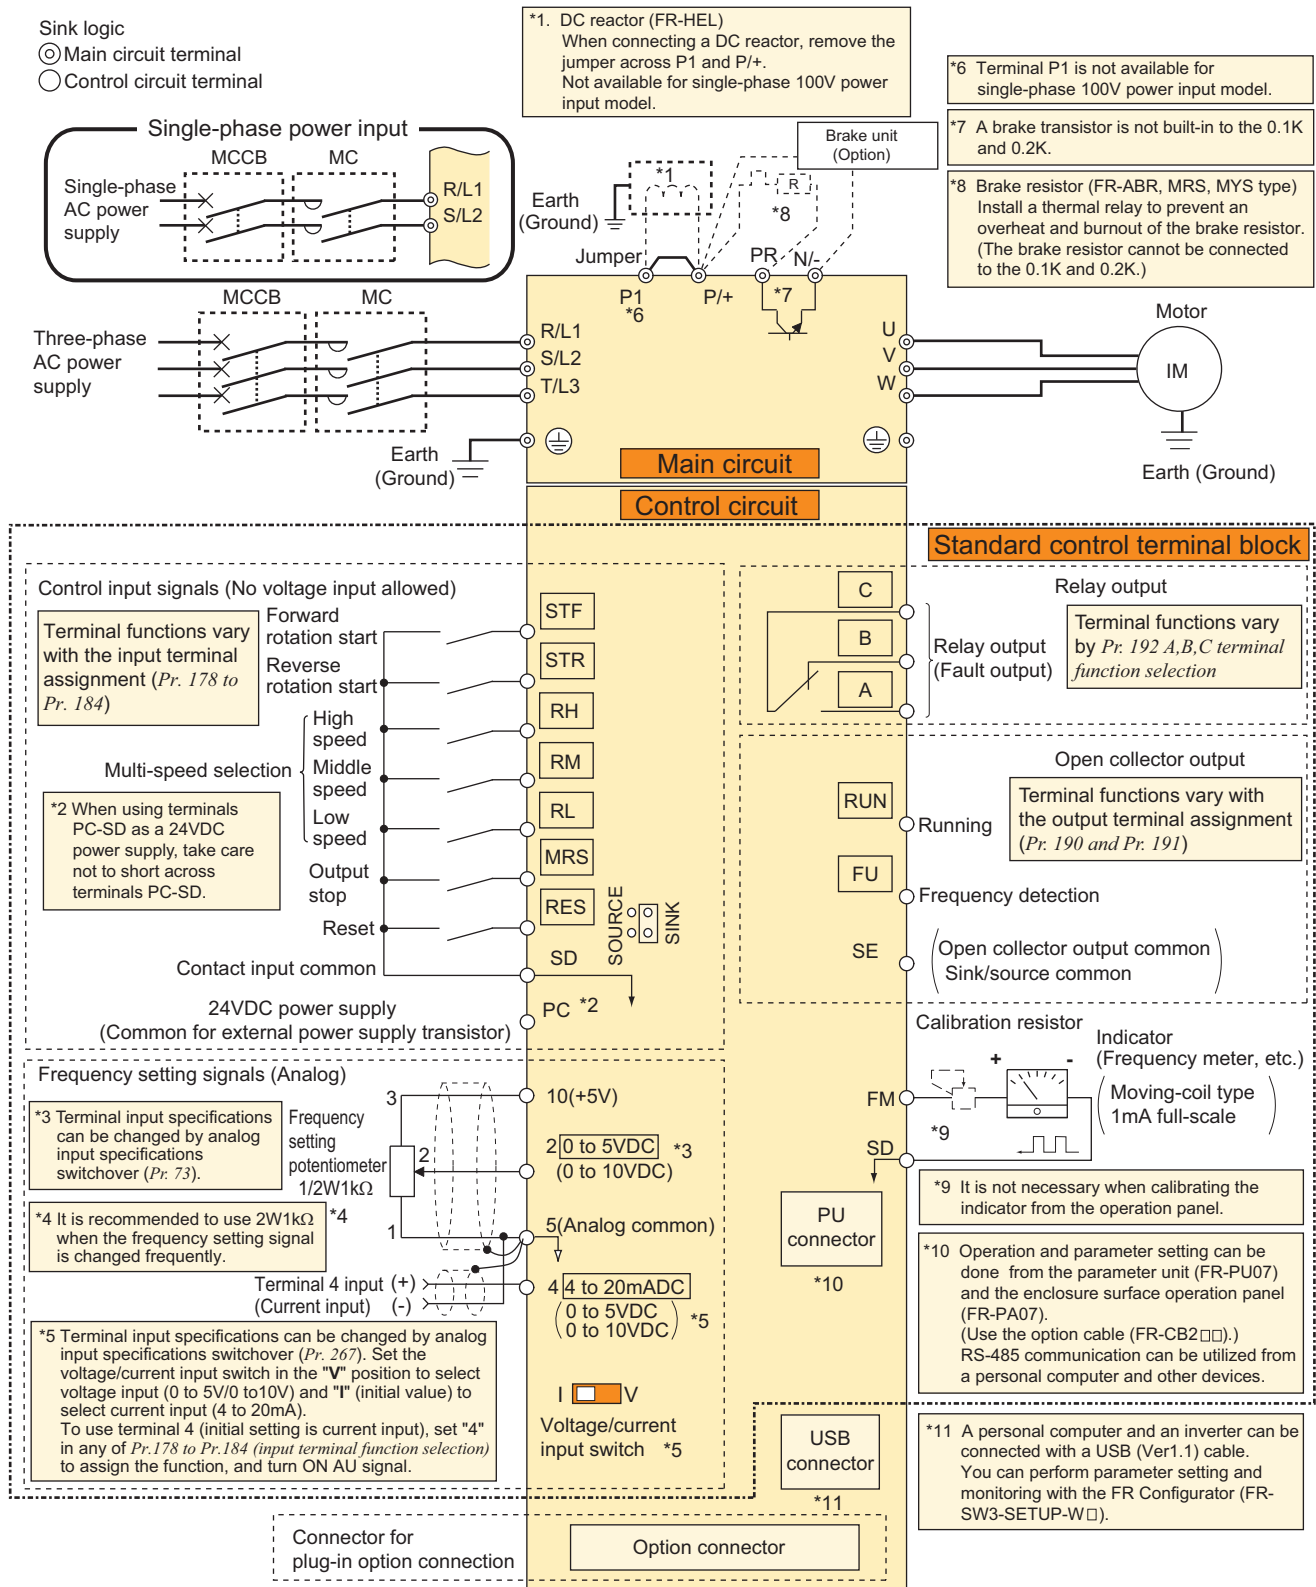 Sink logic
Main circuit terminal
Control circuit terminal
*1. DC reactor (FR-HEL)
When connecting a DC reactor, remove the
jumper across P1 and P/+.
Not available for single-phase 100V power
input model.
*6 Terminal P1 is not available for
single-phase 100V power input model.
*7 A brake transistor is not built-in to the 0.1K
and 0.2K.
*8 Brake resistor (FR-ABR, MRS, MYS type)
Install a thermal relay to prevent an
overheat and burnout of the brake resistor.
(The brake resistor cannot be connected
to the 0.1K and 0.2K.)
Single-phase power input
MCCB MC
Single-phase
AC power
supply
R/L1
S/L2
Brake unit
(Option)
*1
R
*8
Earth
(Ground)
Jumper
PR N/-
P1
*6
P/+
*7
MCCB MC
Three-phase
AC power
supply
R/L1
S/L2
T/L3
U
V
W
Motor
IM
Earth
(Ground)
Earth (Ground)
Main circuit
Control circuit
Standard control terminal block
Control input signals (No voltage input allowed)
Terminal functions vary
with the input terminal
assignment (Pr. 178 to
Pr. 184)
Forward
rotation start
STF
Reverse
rotation start
STR
High
speed
RH
Multi-speed selection
Middle
speed
RM
Low
speed
RL
*2 When using terminals
PC-SD as a 24VDC
power supply, take care
not to short across
terminals PC-SD.
Output
stop
MRS
Reset
RES
SOURCE
SINK
Contact input common
SD
24VDC power supply
(Common for external power supply transistor)
PC *2
Relay output
C
B
A
Relay output
(Fault output)
Terminal functions vary
by Pr. 192 A,B,C terminal
function selection
Open collector output
RUN
Running
Terminal functions vary with
the output terminal assignment
(Pr. 190 and Pr. 191)
FU
Frequency detection
SE
Open collector output common
Sink/source common
Frequency setting signals (Analog)
*3 Terminal input specifications
can be changed by analog
input specifications
switchover (Pr. 73).
*4 It is recommended to use 2W1kΩ
when the frequency setting signal
is changed frequently.
Frequency
setting
potentiometer
1/2W1kΩ
*4
3
2
1
10(+5V)
2 0 to 5VDC *3
(0 to 10VDC)
5(Analog common)
Terminal 4 input (+)
(Current input) (-)
4 4 to 20mADC
0 to 5VDC
0 to 10VDC
*5
*5 Terminal input specifications can be changed by analog
input specifications switchover (Pr. 267). Set the
voltage/current input switch in the "V" position to select
voltage input (0 to 5V/0 to10V) and "I" (initial value) to
select current input (4 to 20mA).
To use terminal 4 (initial setting is current input), set "4"
in any of Pr.178 to Pr.184 (input terminal function selection)
to assign the function, and turn ON AU signal.
I V
Voltage/current
input switch *5
Calibration resistor
+ -
Indicator
(Frequency meter, etc.)
Moving-coil type
1mA full-scale
FM
*9
SD
*9 It is not necessary when calibrating the
indicator from the operation panel.
PU
connector
*10
*10 Operation and parameter setting can be
done from the parameter unit (FR-PU07)
and the enclosure surface operation panel
(FR-PA07).
(Use the option cable (FR-CB2□□).)
RS-485 communication can be utilized from
a personal computer and other devices.
USB
connector
*11
*11 A personal computer and an inverter can be
connected with a USB (Ver1.1) cable.
You can perform parameter setting and
monitoring with the FR Configurator (FR-
SW3-SETUP-W□).
Connector for
plug-in option connection
Option connector